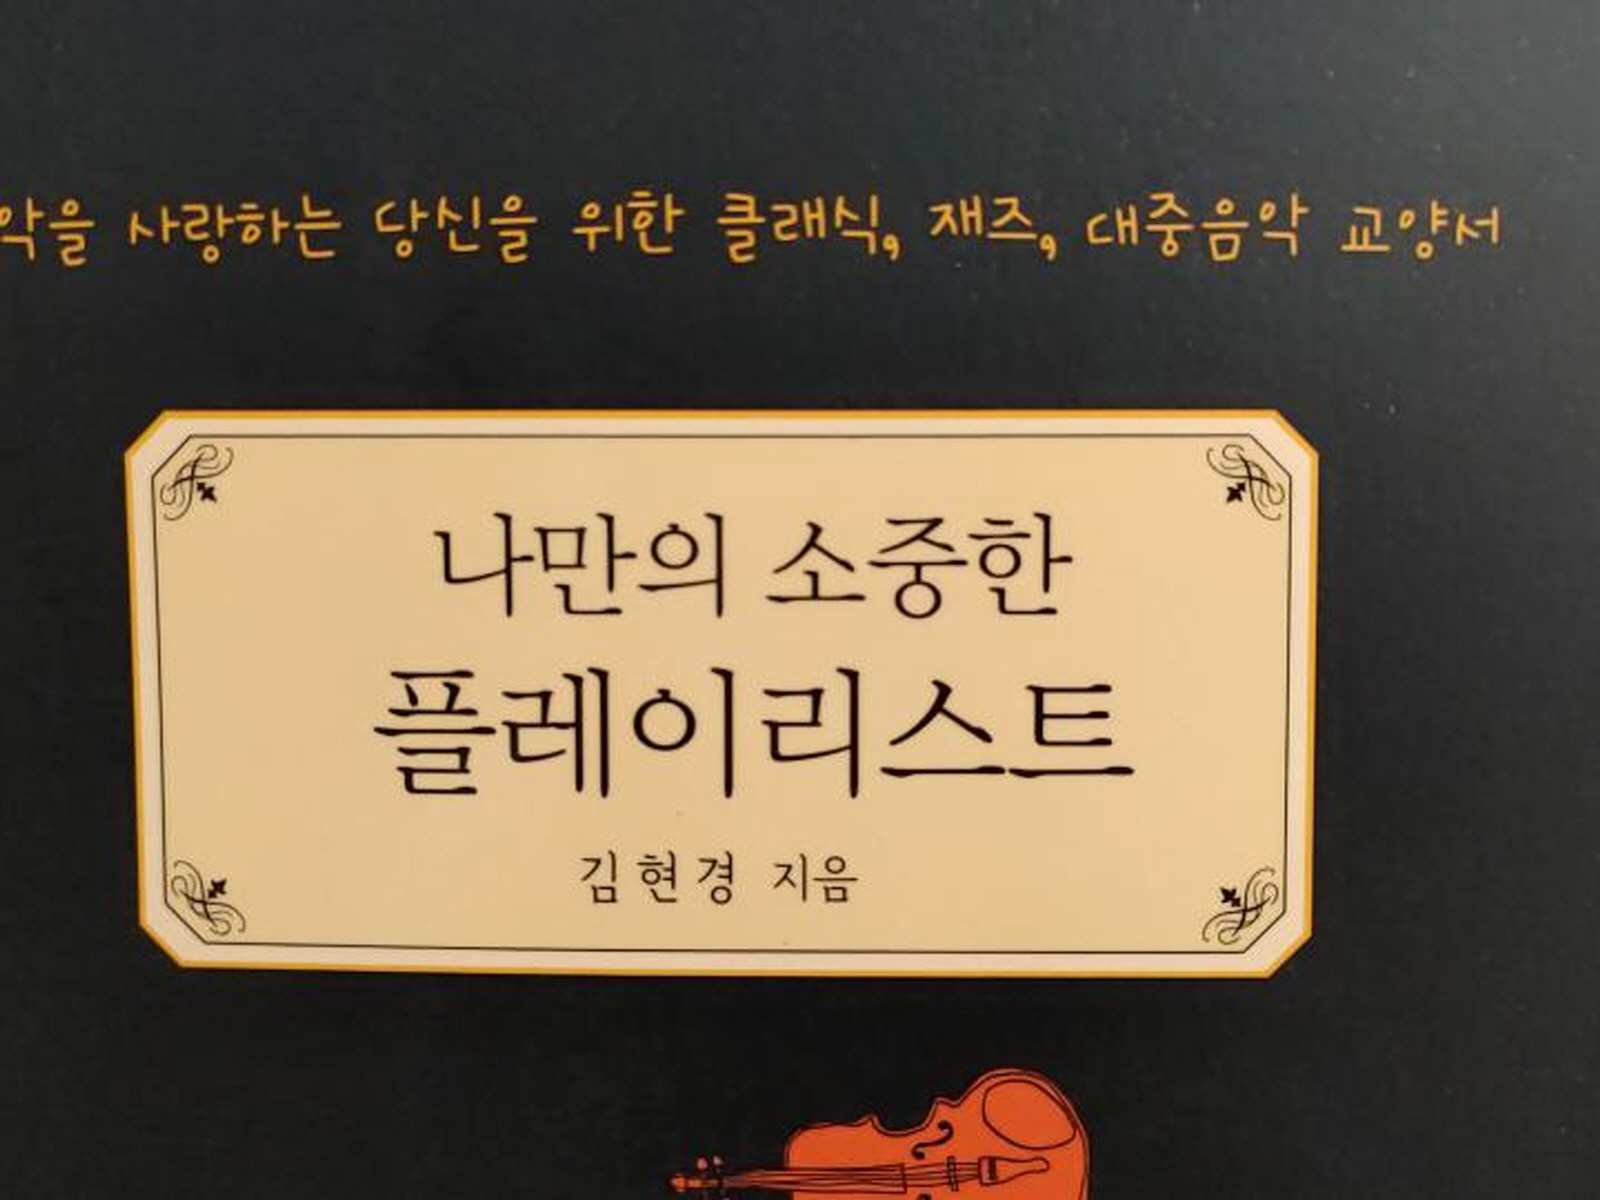 악을 사랑하는 당신을 위한 클래식, 재즈, 대중음악 교양서
나만의 소중한
플레이리스트
김현경 지음